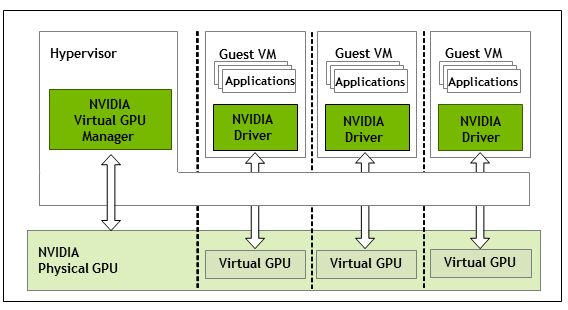 Hypervisor
NVIDIA
Virtual GPU
Manager
Guest VM
Applications
NVIDIA
Driver
Guest VM
Applications
NVIDIA
Driver
Guest VM
Applications
NVIDIA
Driver
NVIDIA
Physical GPU
Virtual GPU
Virtual GPU
Virtual GPU